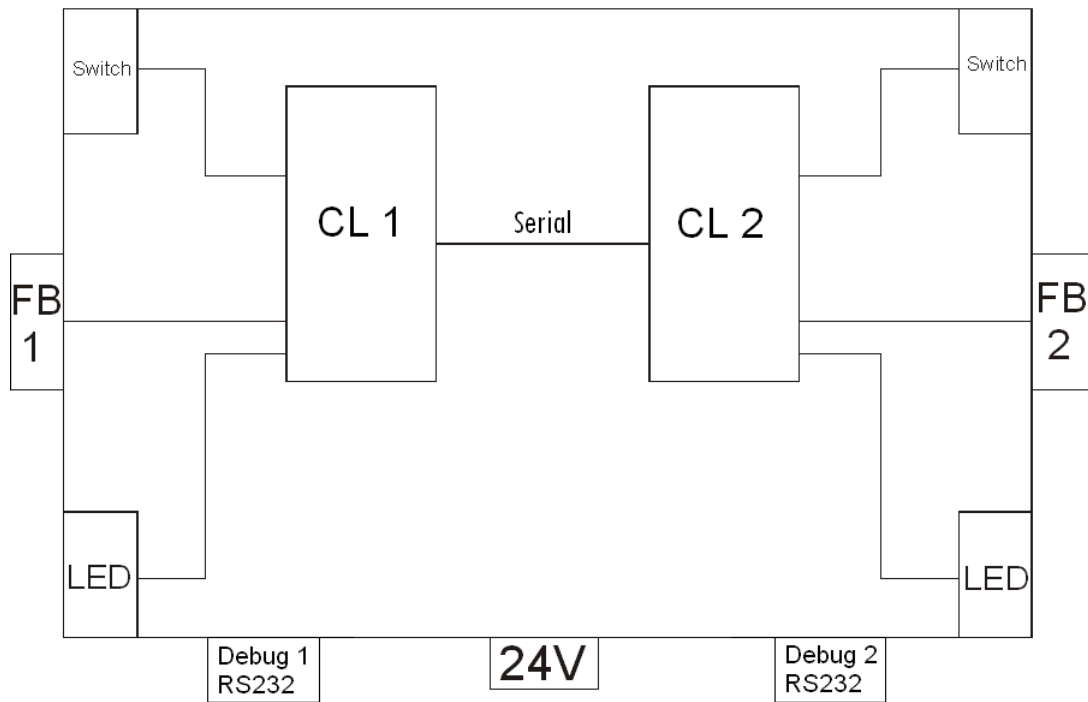 Switch
Switch
CL 1
Serial
CL 2
FB
1
FB
2
LED
LED
Debug 1
RS232
24V
Debug 2
RS232